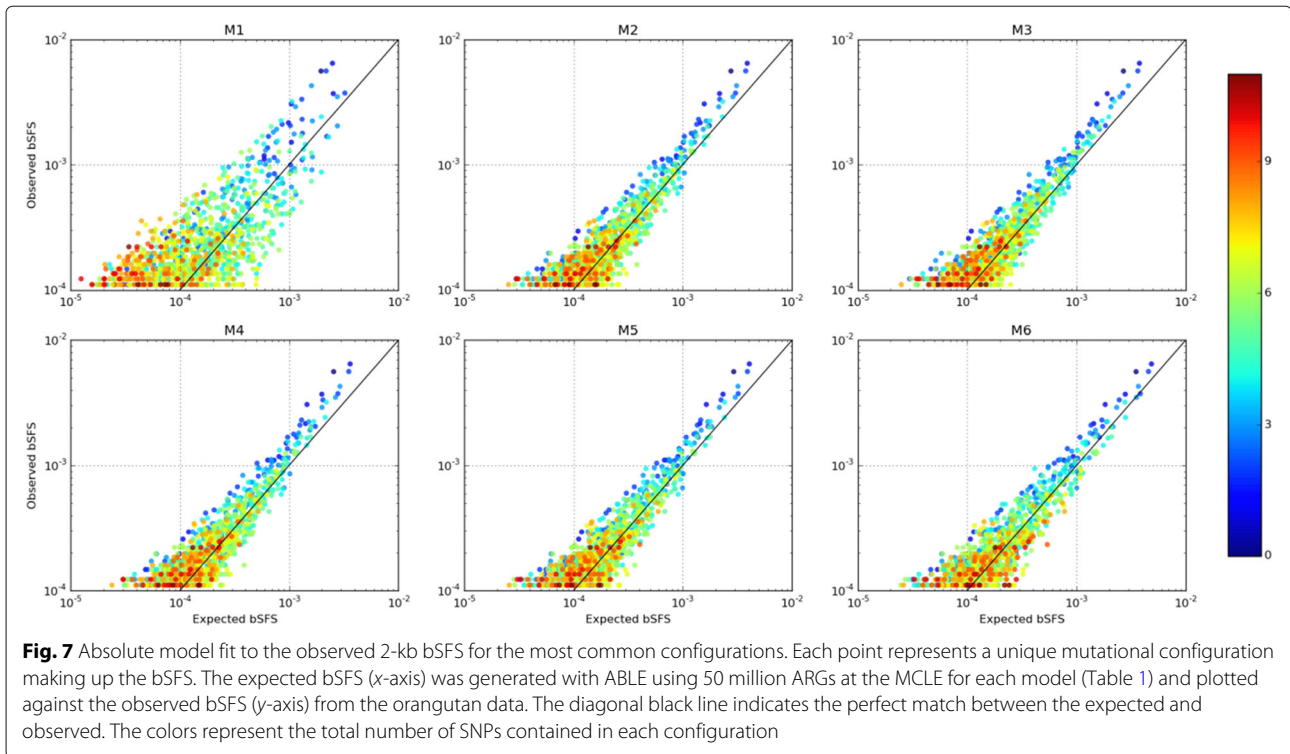 M1 M2 M3
10⁻² 10⁻² 10⁻²
Observed bSFS Observed bSFS Observed bSFS
10⁻³ 10⁻³ 10⁻³
10⁻⁴ 10⁻⁴ 10⁻⁴
10⁻⁵ 10⁻⁴ 10⁻³ 10⁻² 10⁻⁵ 10⁻⁴ 10⁻³ 10⁻² 10⁻⁵ 10⁻⁴ 10⁻³ 10⁻²
9
6
3
0
M4 M5 M6
10⁻² 10⁻² 10⁻²
Observed bSFS Observed bSFS Observed bSFS
10⁻³ 10⁻³ 10⁻³
10⁻⁴ 10⁻⁴ 10⁻⁴
10⁻⁵ 10⁻⁴ 10⁻³ 10⁻² 10⁻⁵ 10⁻⁴ 10⁻³ 10⁻² 10⁻⁵ 10⁻⁴ 10⁻³ 10⁻²
Expected bSFS Expected bSFS Expected bSFS
Fig. 7 Absolute model fit to the observed 2-kb bSFS for the most common configurations. Each point represents a unique mutational configuration
making up the bSFS. The expected bSFS (x-axis) was generated with ABLE using 50 million ARGs at the MCLE for each model (Table 1) and plotted
against the observed bSFS (y-axis) from the orangutan data. The diagonal black line indicates the perfect match between the expected and
observed. The colors represent the total number of SNPs contained in each configuration